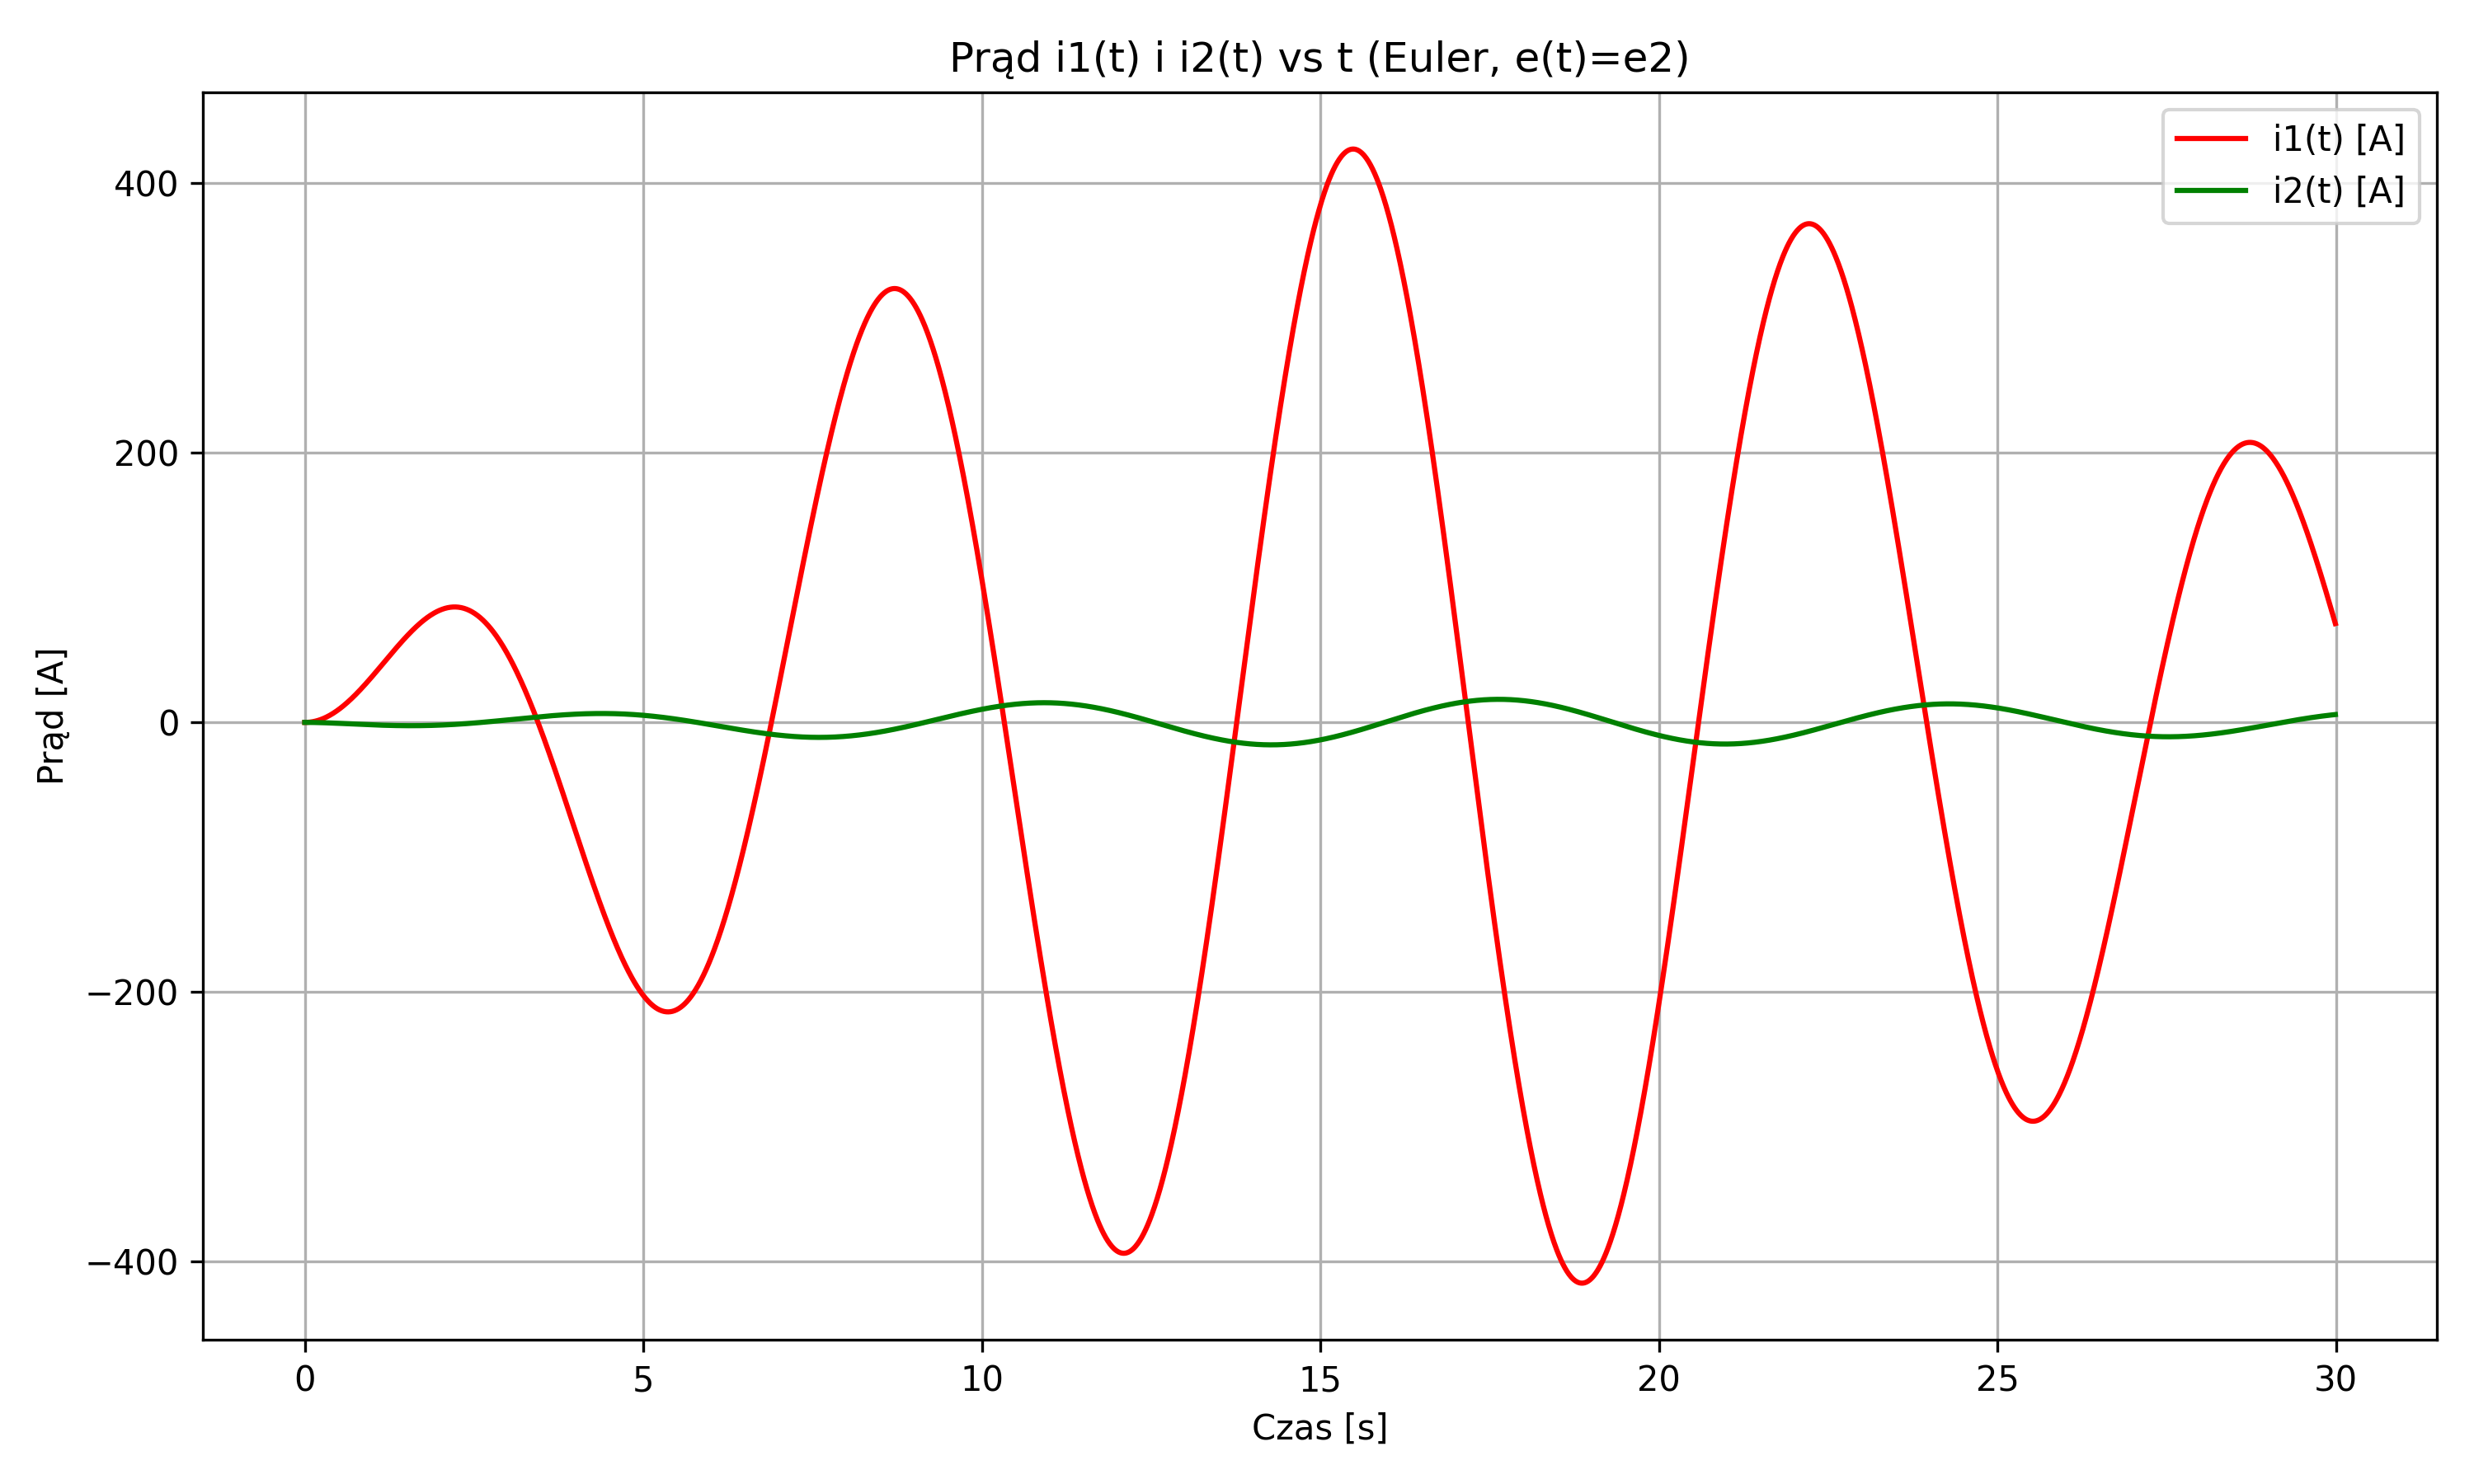 Prąd i1(t) i i2(t) vs t (Euler, e(t)=e2)
i1(t) [A]
i2(t) [A]
400
200
0
−200
−400
Prąd [A]
0 5 10 15 20 25 30
Czas [s]